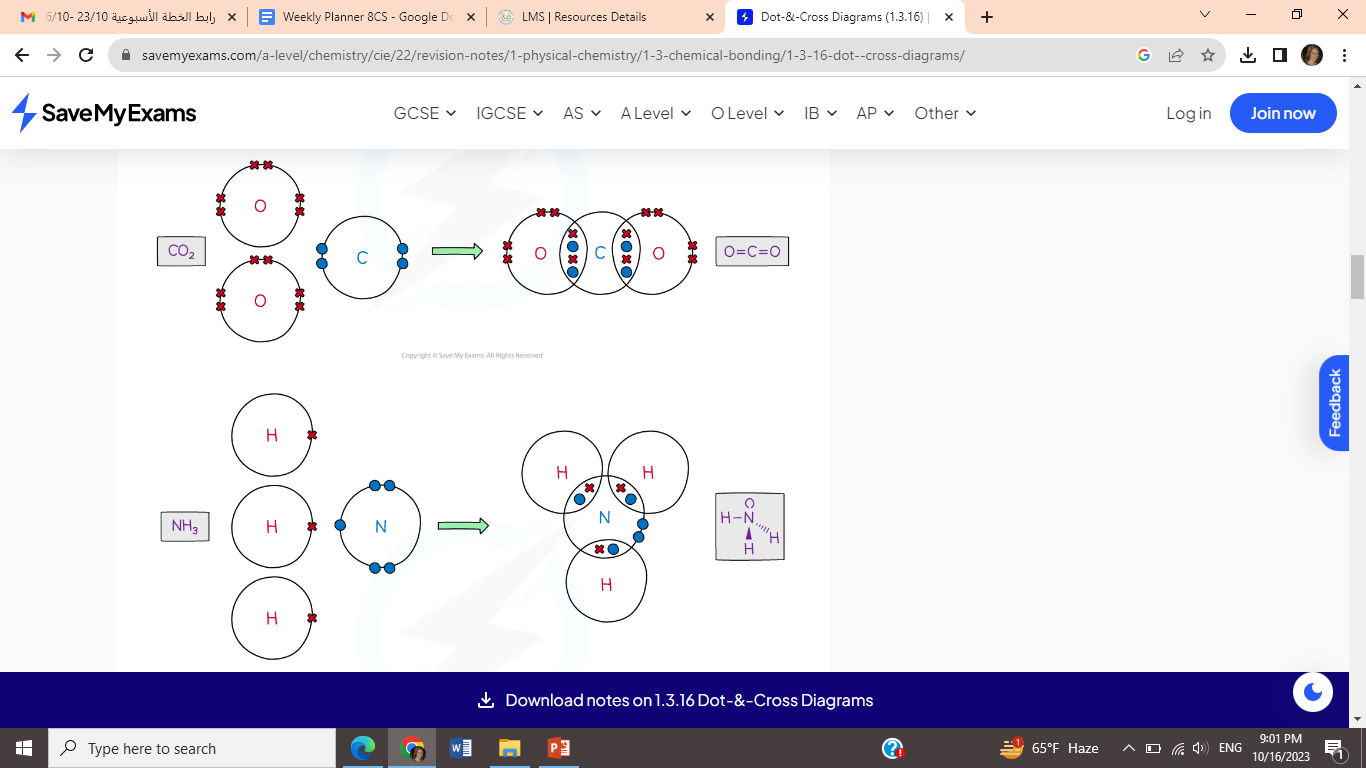 رابط الخطة الأسبوعية 23/10 -6/10
Weekly Planner 8CS - Google Do
LMS | Resources Details
Dot-&-Cross Diagrams (1.3.16) |
savemyexams.com/a-level/chemistry/cie/22/revision-notes/1-physical-chemistry/1-3-chemical-bonding/1-3-16-dot--cross-diagrams/
SaveMyExams GCSE IGCSE AS A Level O Level IB AP Other Log in Join now
O
CO₂ C O C O O=C=O
O
Copyright © Save My Exams. All Rights Reserved
Feedback
H
H H
NH₃ H N N H-N H H
H
H
Download notes on 1.3.16 Dot-&-Cross Diagrams
Type here to search
65°F Haze
ENG
9:01 PM
10/16/2023